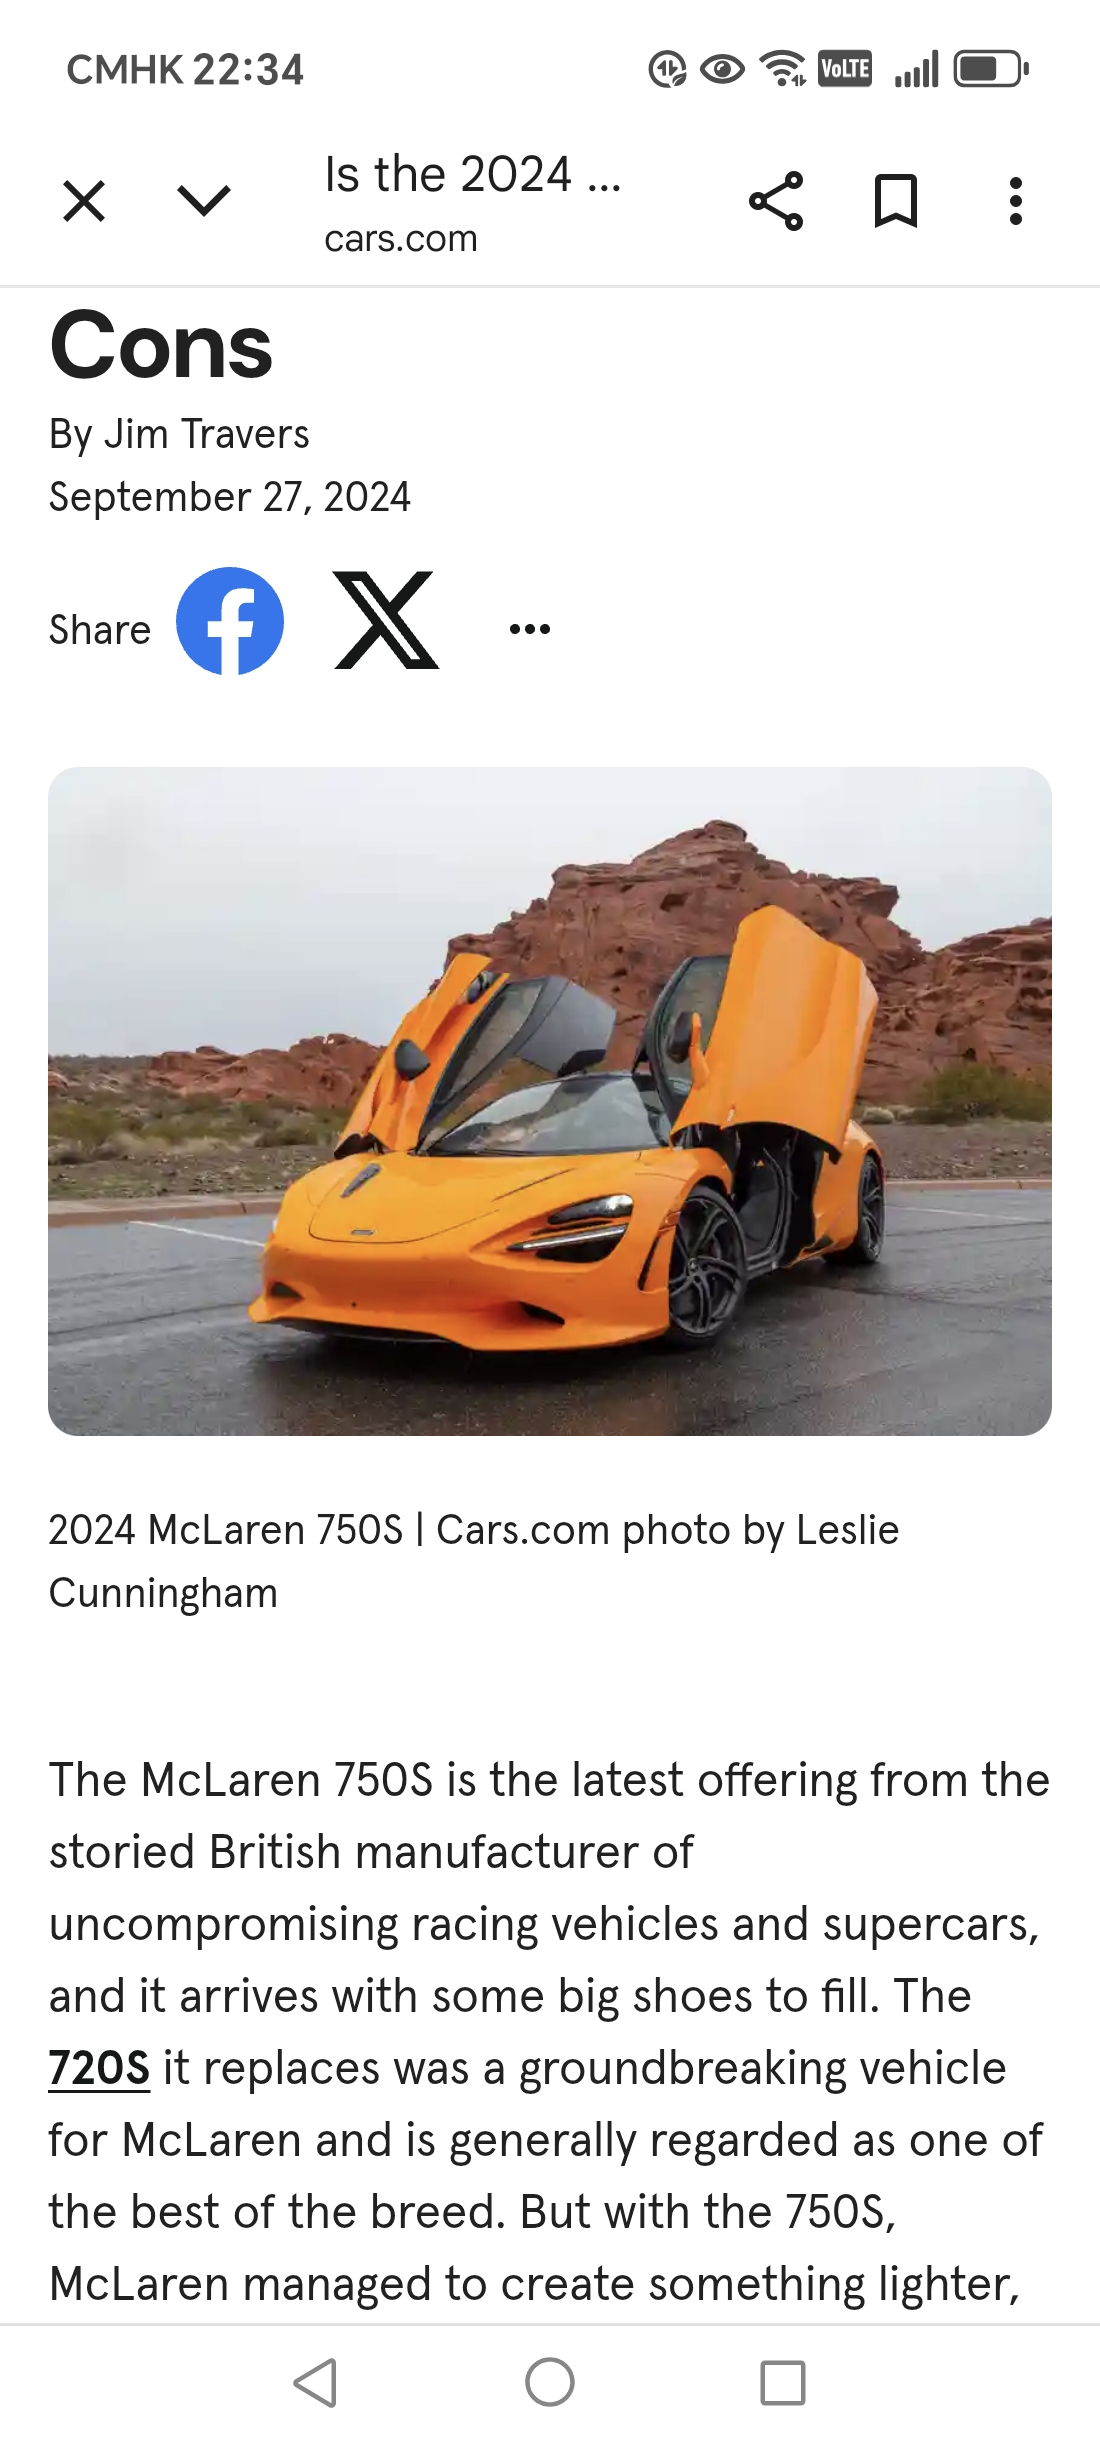 CMHK 22:34
VoLTE
Is the 2024 ...
cars.com
Cons
By Jim Travers
September 27, 2024
Share
2024 McLaren 750S | Cars.com photo by Leslie
Cunningham
The McLaren 750S is the latest offering from the
storied British manufacturer of
uncompromising racing vehicles and supercars,
and it arrives with some big shoes to fill. The
720S it replaces was a groundbreaking vehicle
for McLaren and is generally regarded as one of
the best of the breed. But with the 750S,
McLaren managed to create something lighter,